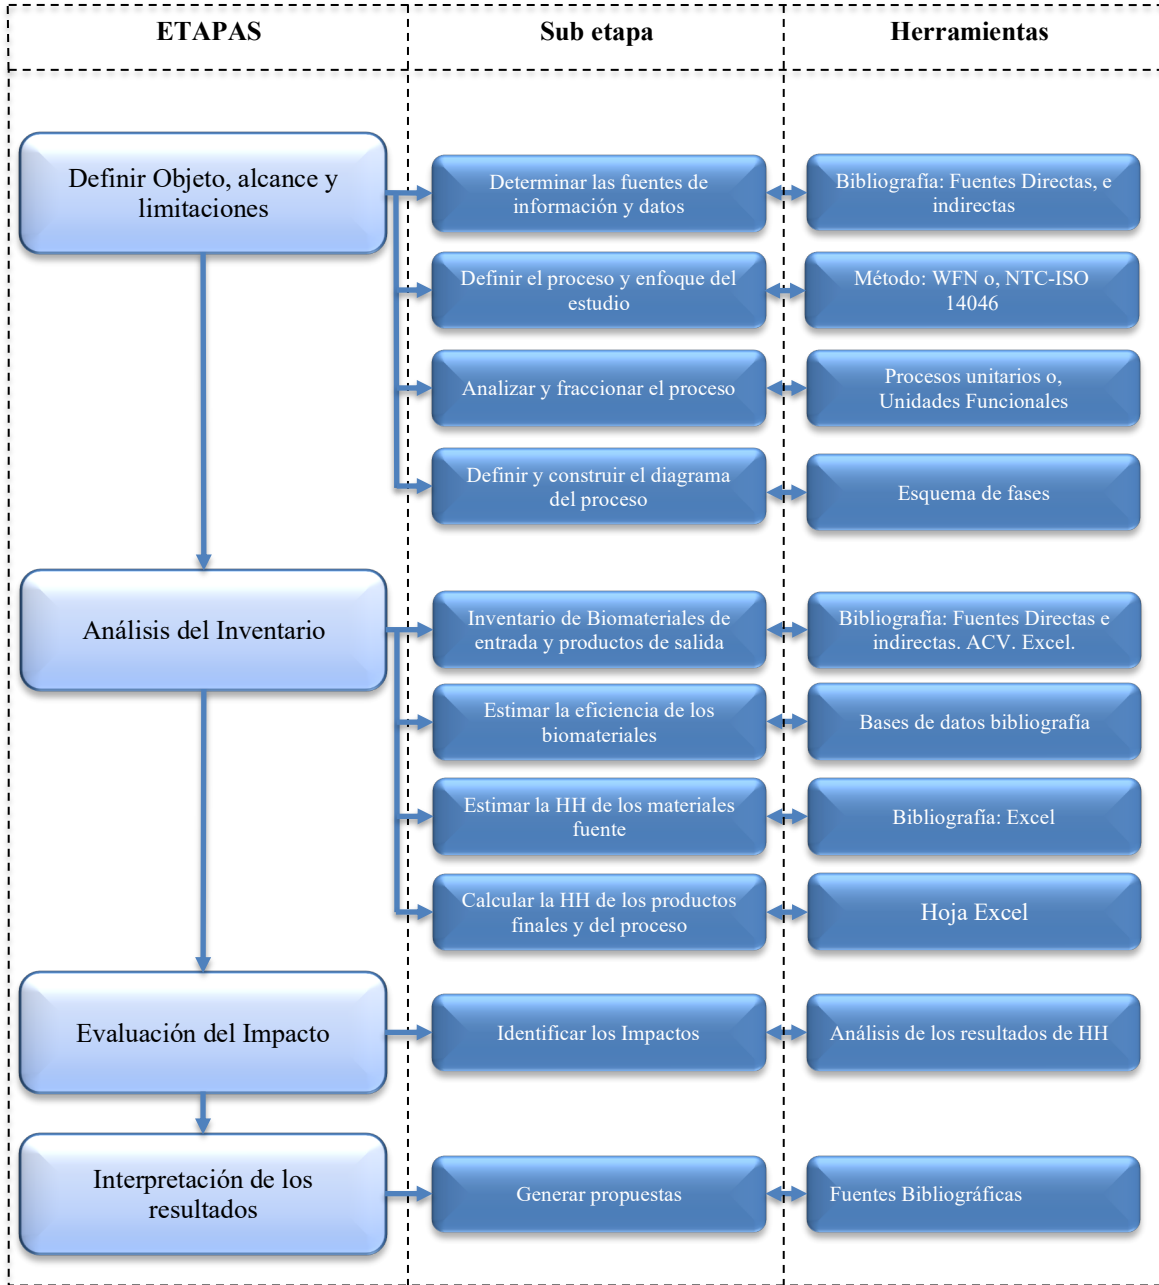 ETAPAS
Sub etapa
Herramientas
Definir Objeto, alcance y
limitaciones
Determinar las fuentes de
información y datos
Bibliografía: Fuentes Directas, e
indirectas
Definir el proceso y enfoque del
estudio
Método: WFN o, NTC-ISO
14046
Analizar y fraccionar el proceso
Procesos unitarios o,
Unidades Funcionales
Definir y construir el diagrama
del proceso
Esquema de fases
Análisis del Inventario
Inventario de Biomateriales de
entrada y productos de salida
Bibliografía: Fuentes Directas e
indirectas. ACV. Excel.
Estimar la eficiencia de los
biomateriales
Bases de datos bibliografía
Estimar la HH de los materiales
fuente
Bibliografía: Excel
Calcular la HH de los productos
finales y del proceso
Hoja Excel
Evaluación del Impacto
Identificar los Impactos
Análisis de los resultados de HH
Interpretación de los
resultados
Generar propuestas
Fuentes Bibliográficas